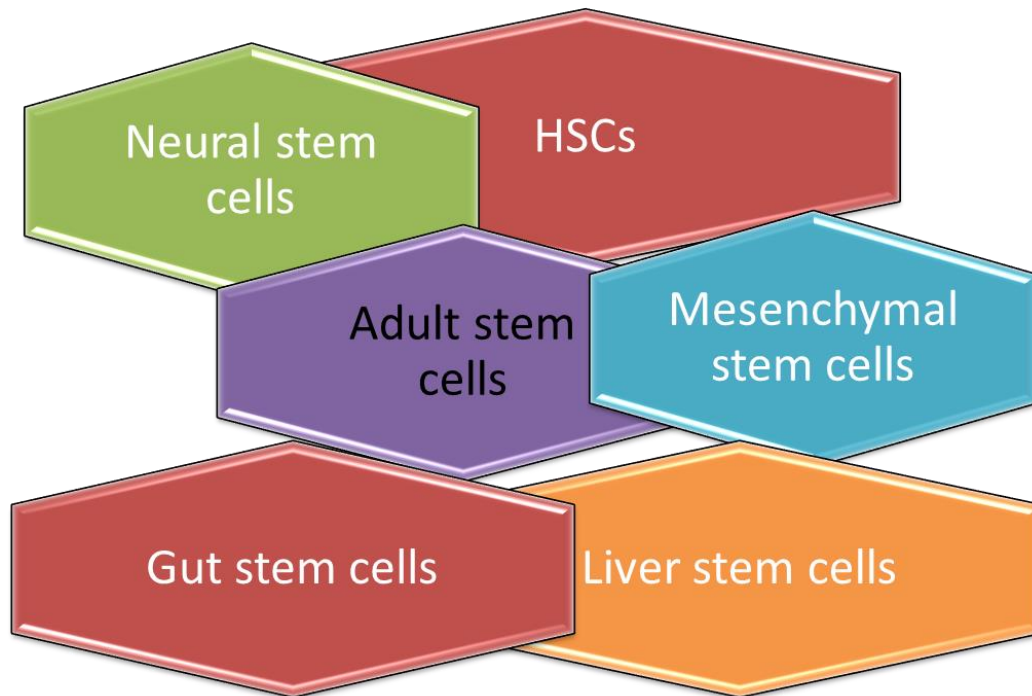 Neural stem
cells
HSCs
Adult stem
cells
Mesenchymal
stem cells
Gut stem cells
Liver stem cells